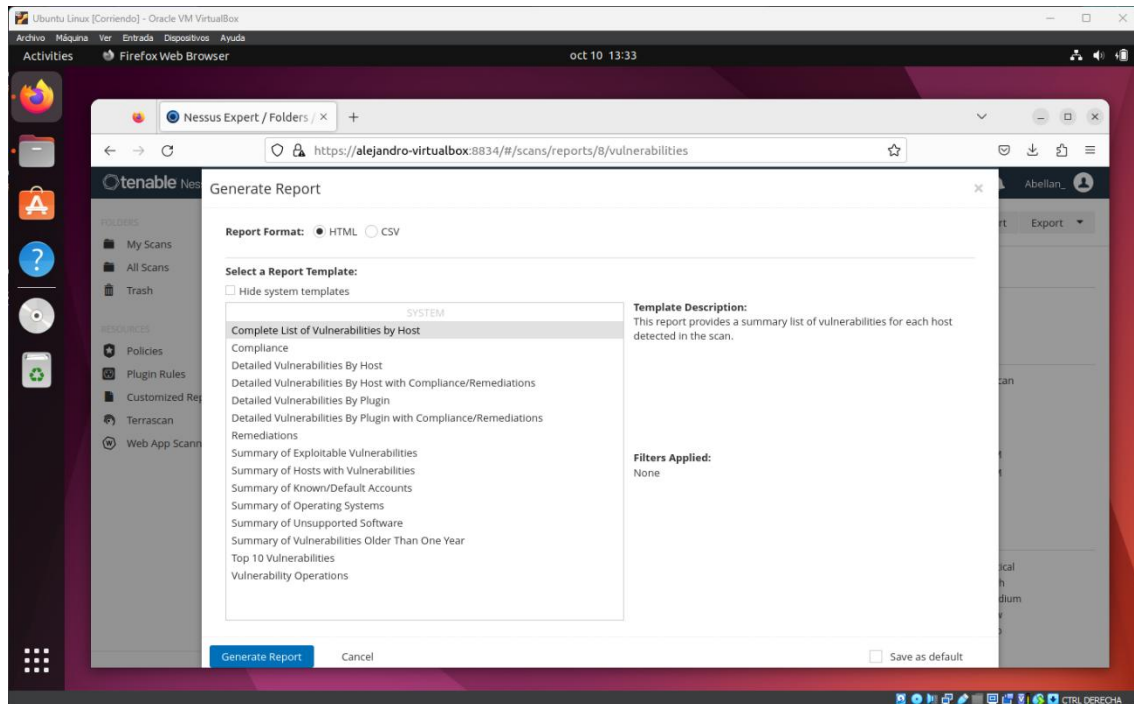 Ubuntu Linux [Corriendo] - Oracle VM VirtualBox
Archivo Máquina Ver Entrada Dispositivos Ayuda
Activities Firefox Web Browser oct 10 13:33
Nessus Expert / Folders /
https://alejandro-virtualbox:8834/#/scans/reports/8/vulnerabilities
tenable Nes
Abellan_
Generate Report
Export
FOLDERS
My Scans
All Scans
Trash
RESOURCES
Policies
Plugin Rules
Customized Rep
Terrascan
Web App Scann
Report Format: HTML CSV
Select a Report Template:
Hide system templates
SYSTEM
Complete List of Vulnerabilities by Host
Compliance
Detailed Vulnerabilities By Host
Detailed Vulnerabilities By Host with Compliance/Remediations
Detailed Vulnerabilities By Plugin
Detailed Vulnerabilities By Plugin with Compliance/Remediations
Remediations
Summary of Exploitable Vulnerabilities
Summary of Hosts with Vulnerabilities
Summary of Known/Default Accounts
Summary of Operating Systems
Summary of Unsupported Software
Summary of Vulnerabilities Older Than One Year
Top 10 Vulnerabilities
Vulnerability Operations
Template Description:
This report provides a summary list of vulnerabilities for each host
detected in the scan.
Filters Applied:
None
Generate Report Cancel
Save as default
CTRL DERECHA